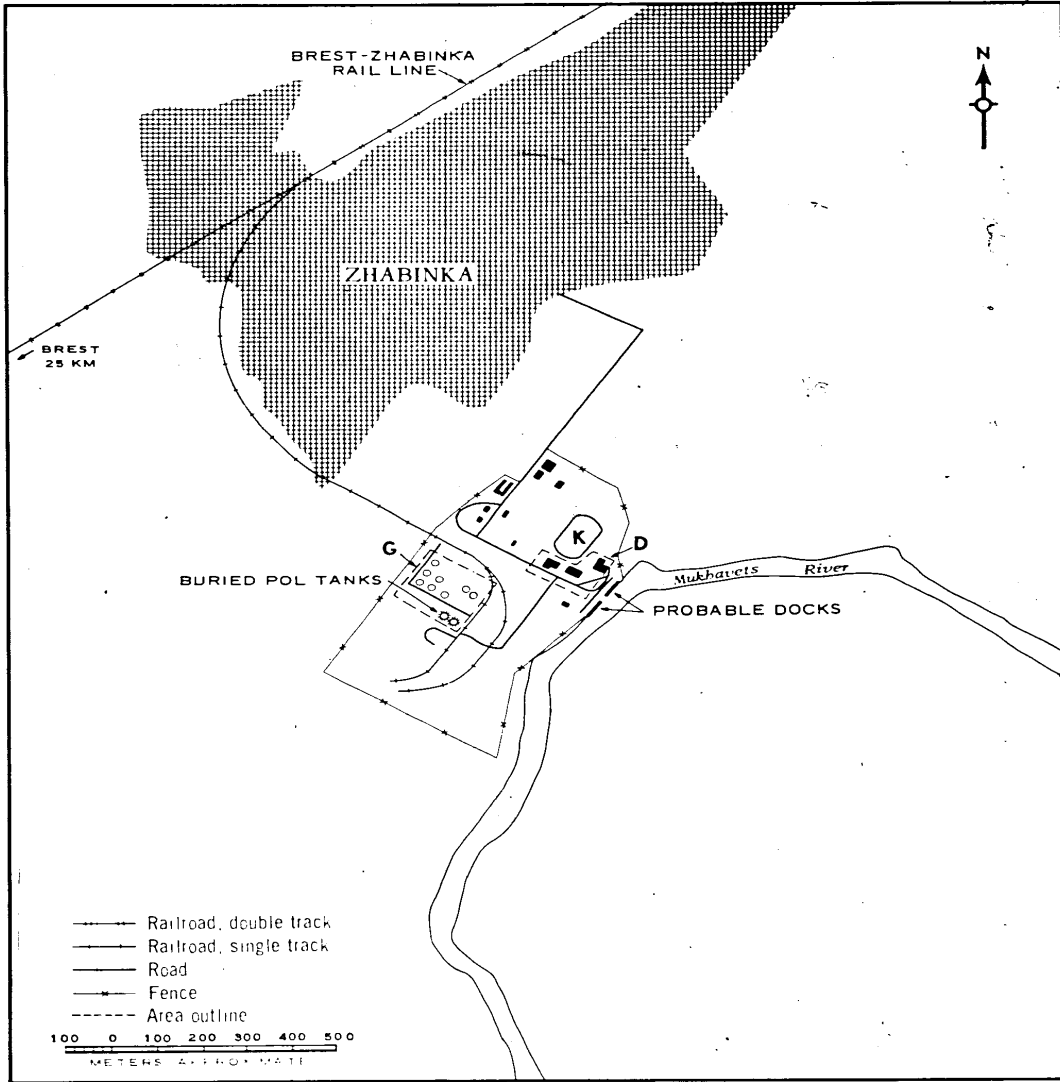 BREST-ZHABINKA
RAIL LINE
N
ZHABINKA
BREST
25 KM
K
D
G
BURIED POL TANKS
Mukhavets River
PROBABLE DOCKS
Railroad, double track
Railroad, single track
Road
Fence
Area outline
100 0 100 200 300 400 500
METERS APPROXIMATE